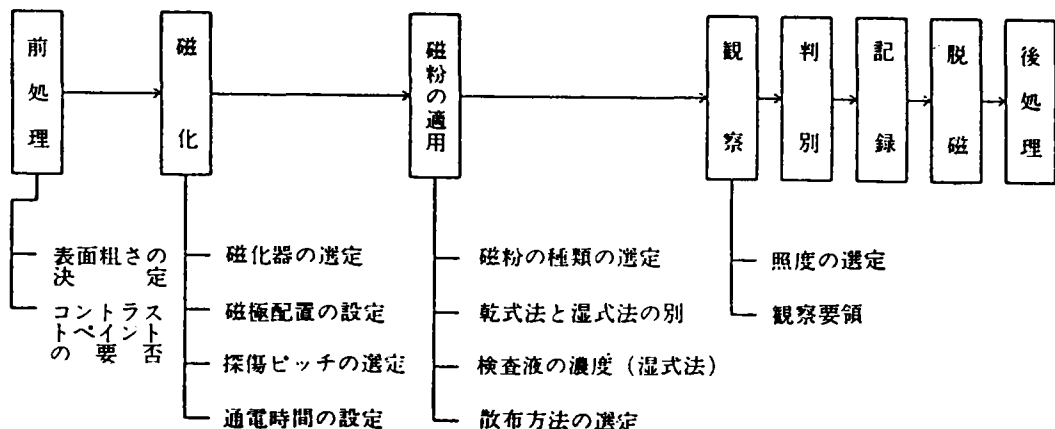 前処理
磁化
磁粉の適用
観察
判別
記録
脱磁
後処理
表面粗さの
決定
コントラス
トペイント
の要否
磁化器の選定
磁極配置の設定
探傷ピッチの選定
通電時間の設定
磁粉の種類の選定
乾式法と湿式法の別
検査液の濃度（湿式法）
散布方法の選定
照度の選定
観察要領